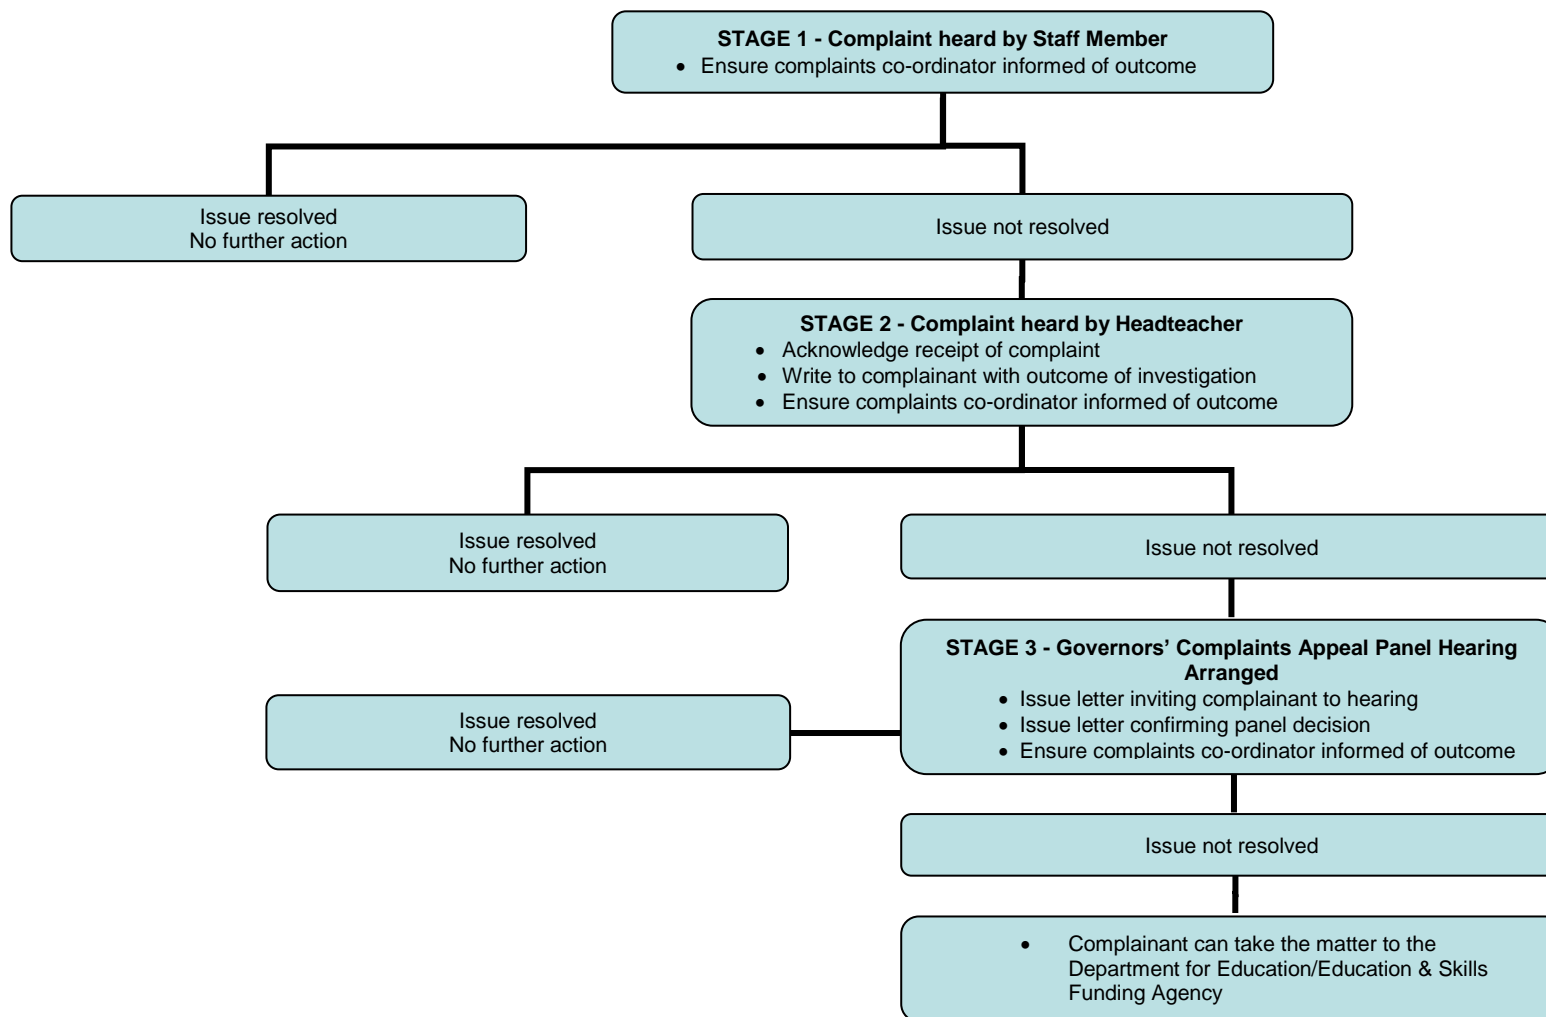 STAGE 1 - Complaint heard by Staff Member
• Ensure complaints co-ordinator informed of outcome
Issue resolved
No further action
Issue not resolved
STAGE 2 - Complaint heard by Headteacher
• Acknowledge receipt of complaint
• Write to complainant with outcome of investigation
• Ensure complaints co-ordinator informed of outcome
Issue resolved
No further action
Issue not resolved
STAGE 3 - Governors’ Complaints Appeal Panel Hearing
Arranged
• Issue letter inviting complainant to hearing
• Issue letter confirming panel decision
• Ensure complaints co-ordinator informed of outcome
Issue resolved
No further action
Issue not resolved
• Complainant can take the matter to the
Department for Education/Education & Skills
Funding Agency